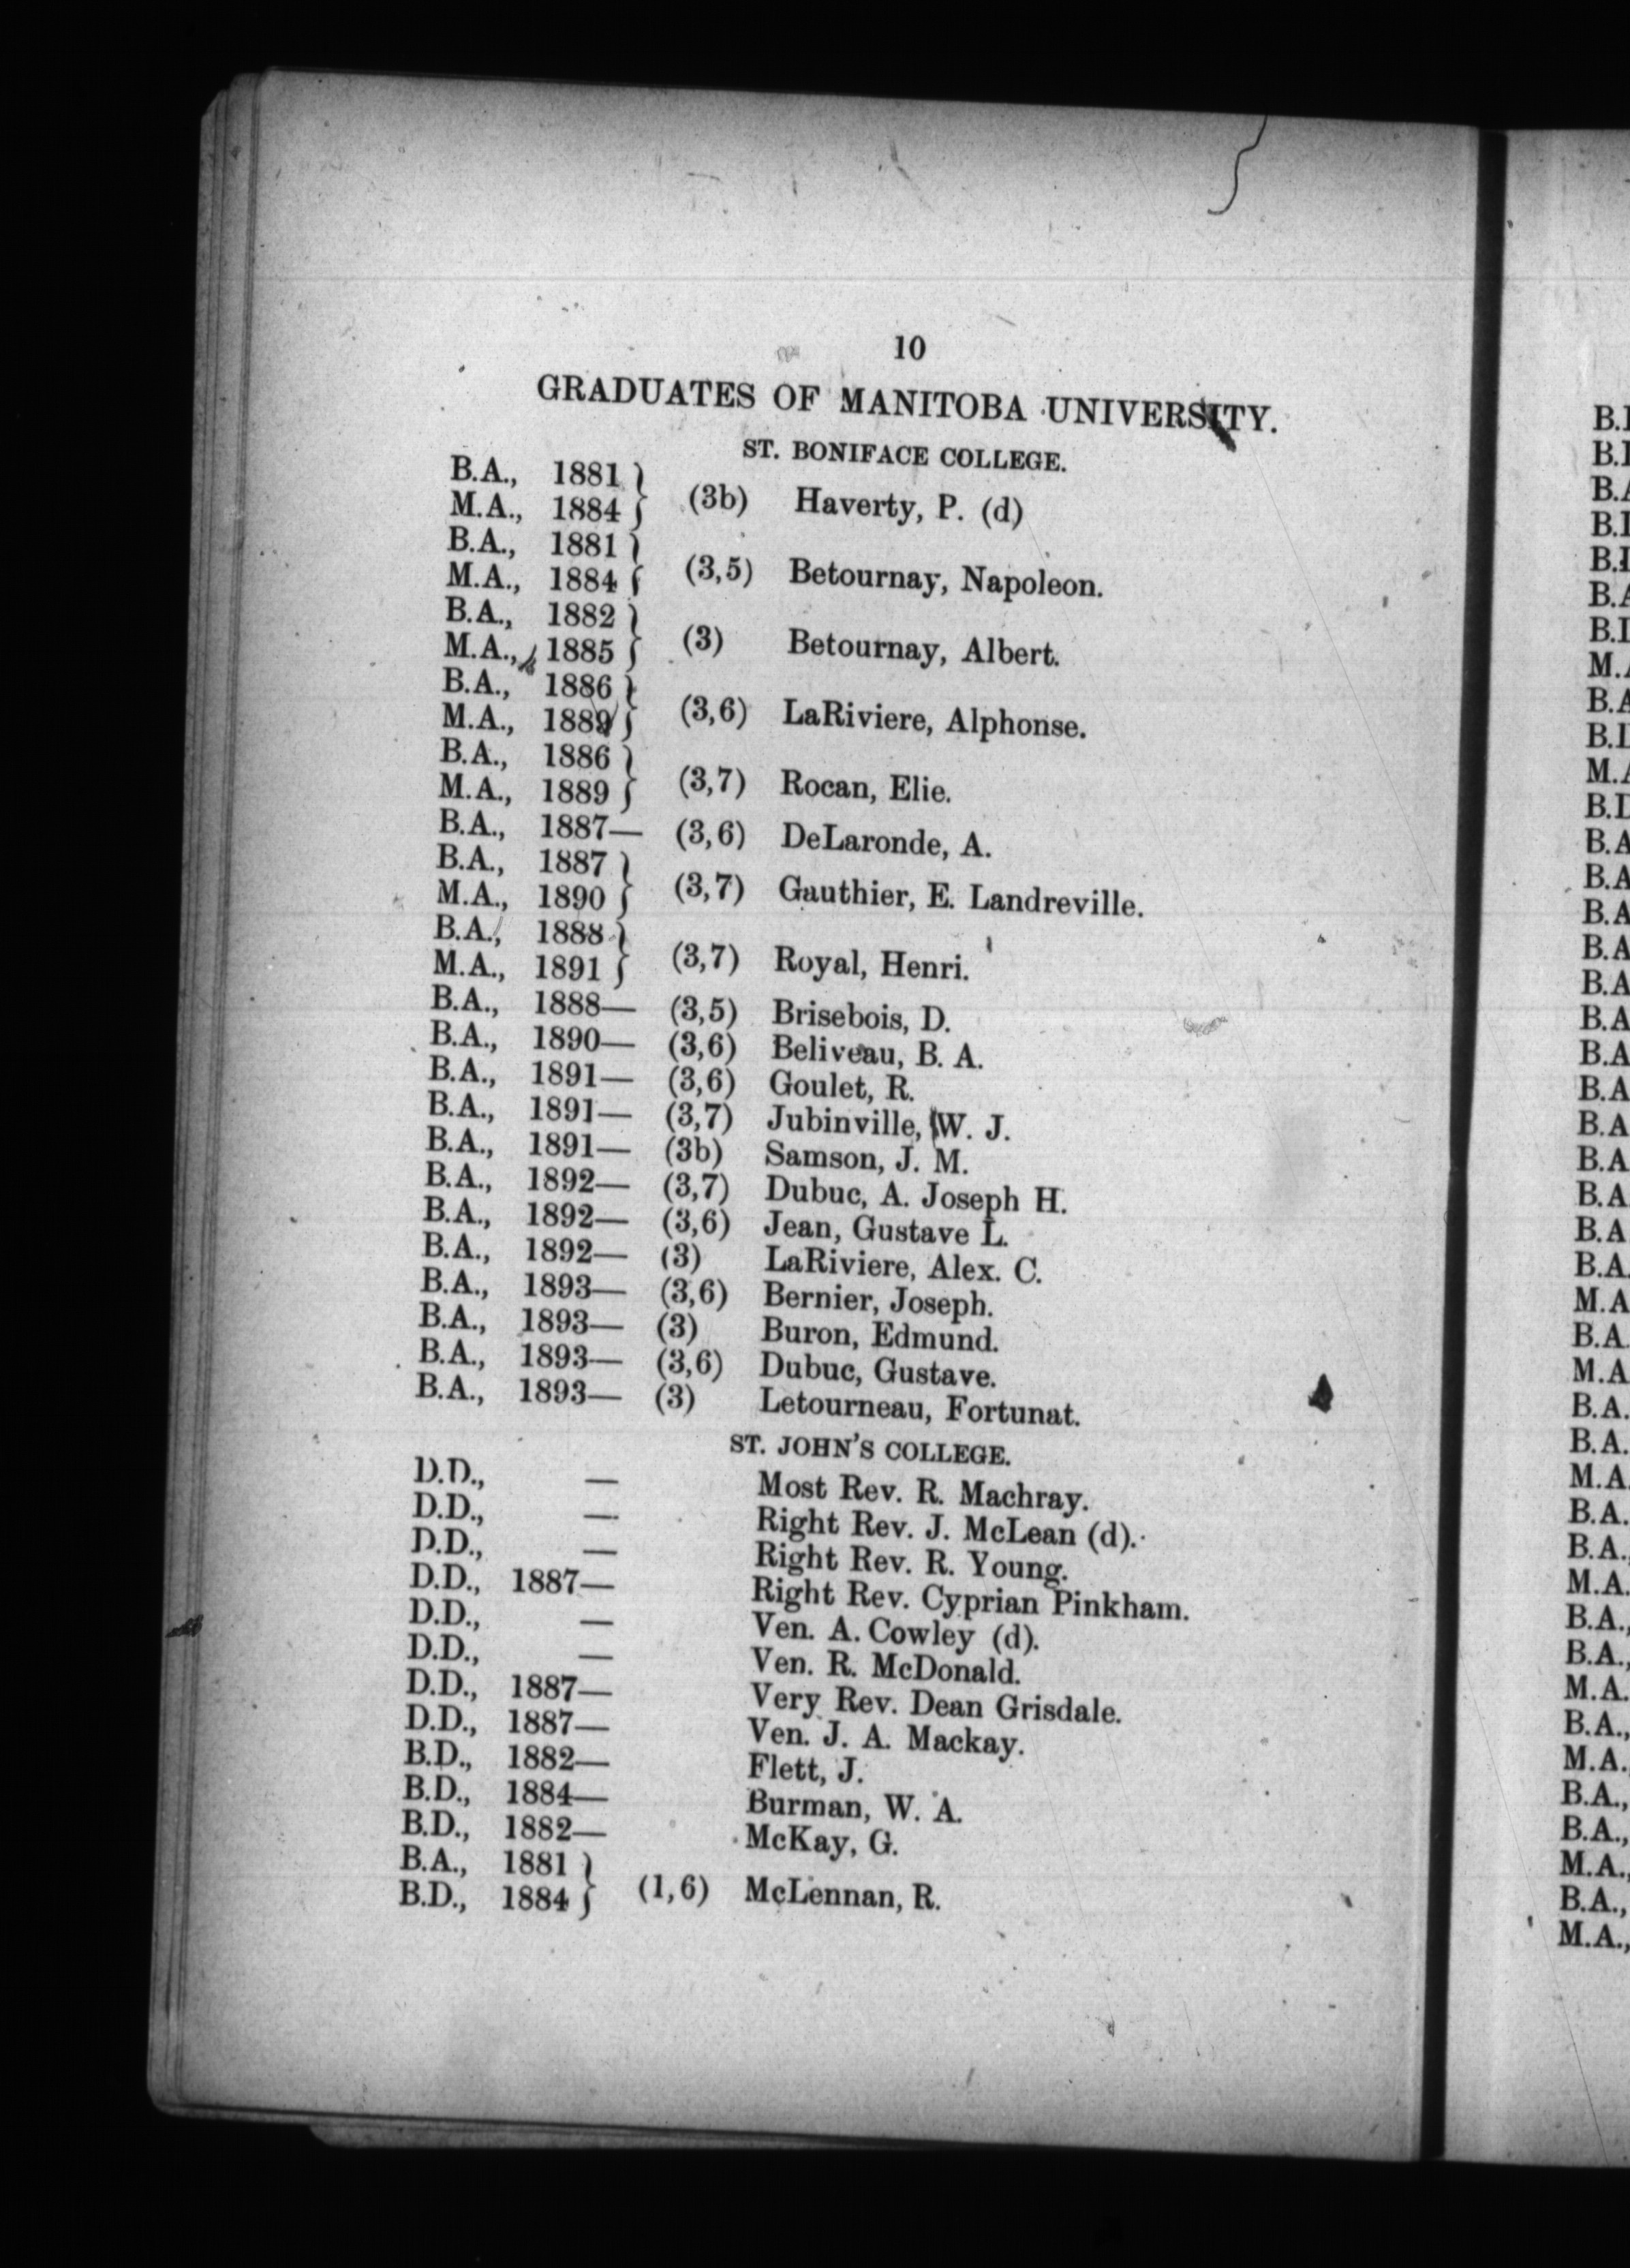 10
GRADUATES OF MANITOBA UNIVERSITY.
ST. BONIFACE COLLEGE.
B.A., 1881 }
M.A., 1884 } (3b) Haverty, P. (d)
B.A., 1881 }
M.A., 1884 } (3,5) Betournay, Napoleon.
B.A., 1882 }
M.A., 1885 } (3) Betournay, Albert.
B.A., 1886 }
M.A., 1889 } (3,6) LaRiviere, Alphonse.
B.A., 1886 }
M.A., 1889 } (3,7) Rocan, Elie.
B.A., 1887— (3,6) DeLaronde, A.
B.A., 1887 }
M.A., 1890 } (3,7) Gauthier, E. Landreville.
B.A., 1888 }
M.A., 1891 } (3,7) Royal, Henri.
B.A., 1888— (3,5) Brisebois, D.
B.A., 1890— (3,6) Beliveau, B. A.
B.A., 1891— (3,6) Goulet, R.
B.A., 1891— (3,7) Jubinville, W. J.
B.A., 1891— (3b) Samson, J. M.
B.A., 1892— (3,7) Dubuc, A. Joseph H.
B.A., 1892— (3,6) Jean, Gustave L.
B.A., 1892— (3) LaRiviere, Alex. C.
B.A., 1893— (3,6) Bernier, Joseph.
B.A., 1893— (3) Buron, Edmund.
B.A., 1893— (3,6) Dubuc, Gustave.
B.A., 1893— (3) Letourneau, Fortunat.
ST. JOHN'S COLLEGE.
D.D., — Most Rev. R. Machray.
D.D., — Right Rev. J. McLean (d).
D.D., — Right Rev. R. Young.
D.D., 1887— Right Rev. Cyprian Pinkham.
D.D., — Ven. A. Cowley (d).
D.D., — Ven. R. McDonald.
D.D., 1887— Very Rev. Dean Grisdale.
D.D., 1887— Ven. J. A. Mackay.
B.D., 1882— Flett, J.
B.D., 1884— Burman, W. A.
B.D., 1882— McKay, G.
B.A., 1881 }
B.D., 1884 } (1,6) McLennan, R.